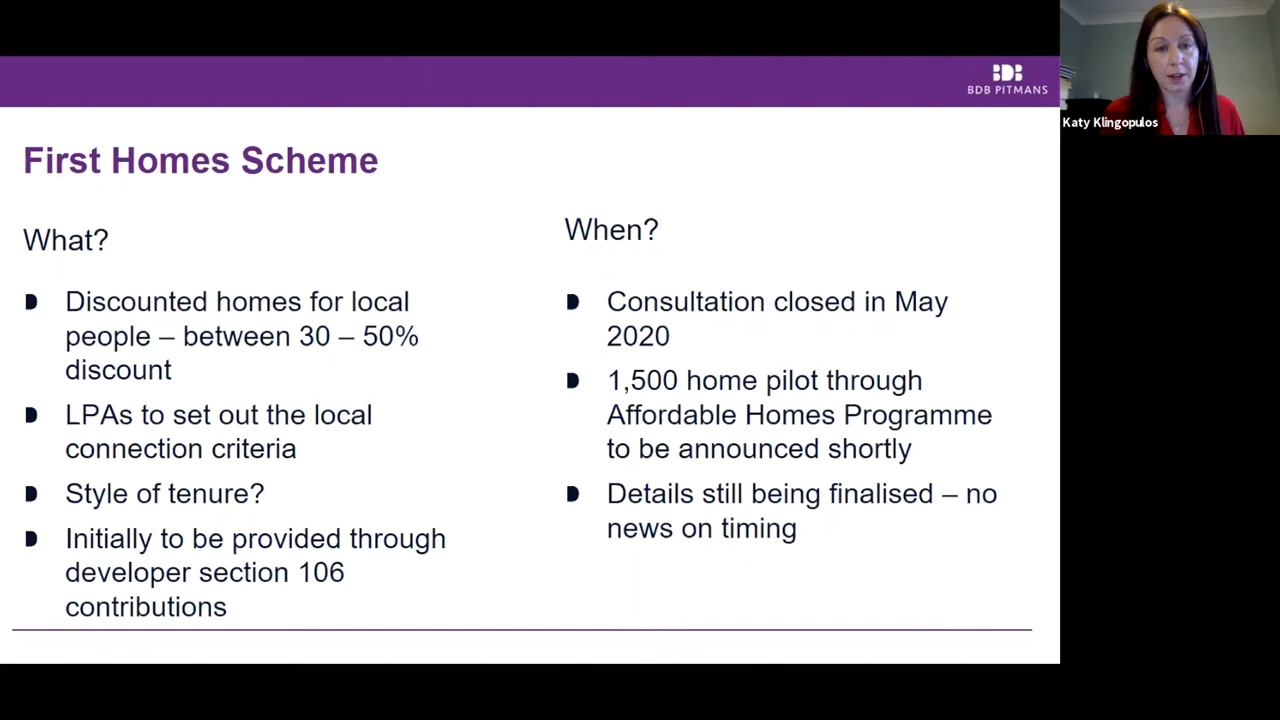 BDB
BDB PITMANS
Katy Klingopulos
First Homes Scheme
What?
Discounted homes for local
people – between 30 – 50%
discount
LPAs to set out the local
connection criteria
Style of tenure?
Initially to be provided through
developer section 106
contributions
When?
Consultation closed in May
2020
1,500 home pilot through
Affordable Homes Programme
to be announced shortly
Details still being finalised – no
news on timing